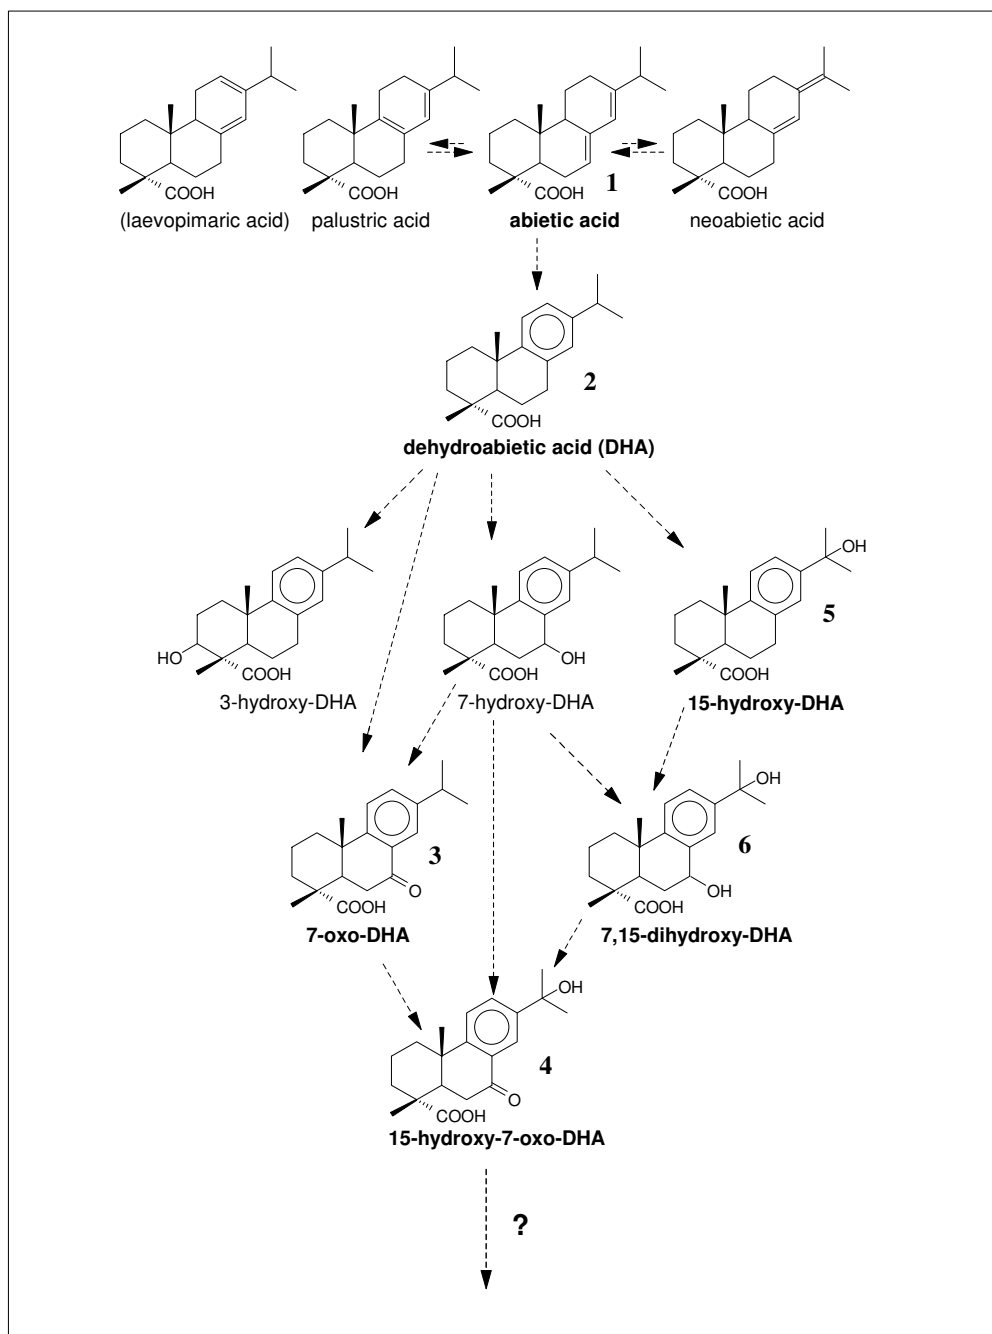 COOH
COOH
COOH
COOH
1
(laevopimaric acid)
palustric acid
abietic acid
neoabietic acid
2
COOH
dehydroabietic acid (DHA)
OH
5
HO
COOH
OH
COOH
COOH
3-hydroxy-DHA
7-hydroxy-DHA
15-hydroxy-DHA
OH
3
6
O
OH
COOH
COOH
7-oxo-DHA
7,15-dihydroxy-DHA
OH
4
O
COOH
15-hydroxy-7-oxo-DHA
?